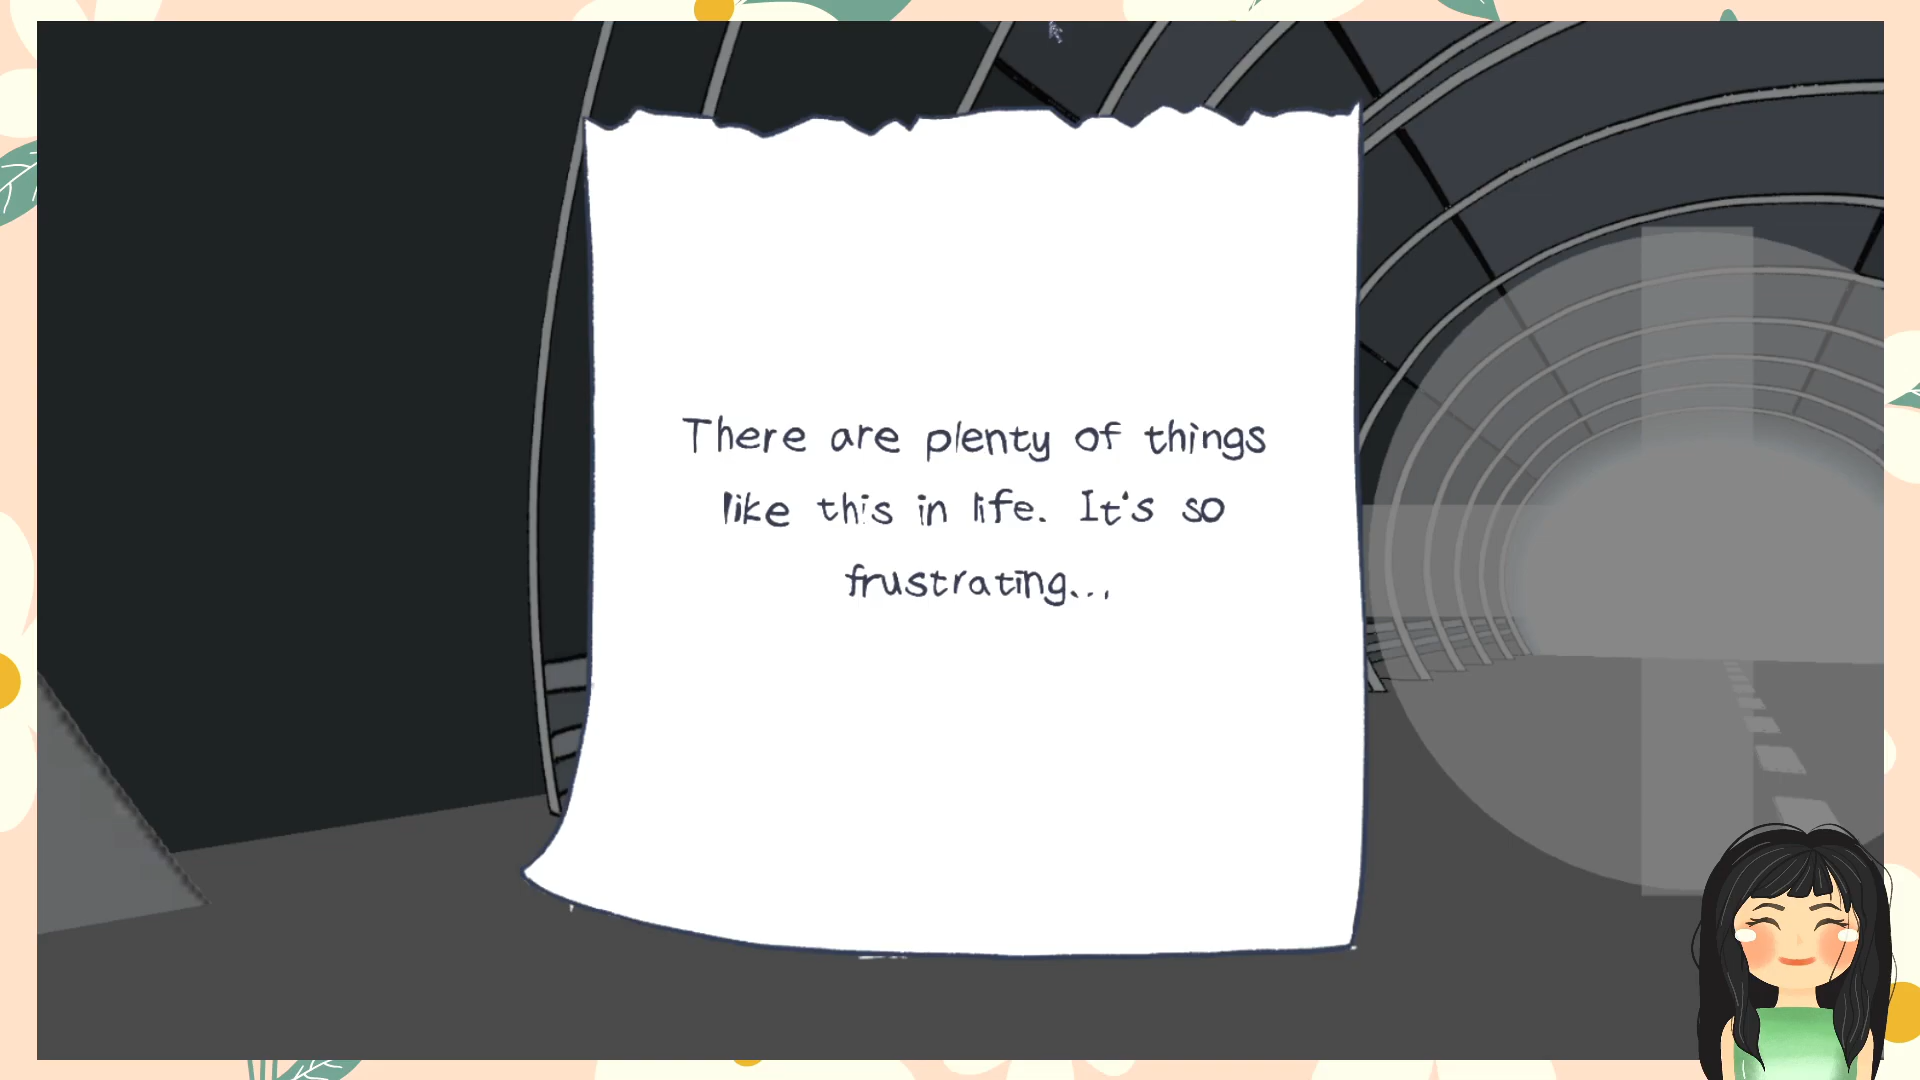 There are plenty of things
like this in life. It's so
frustrating...